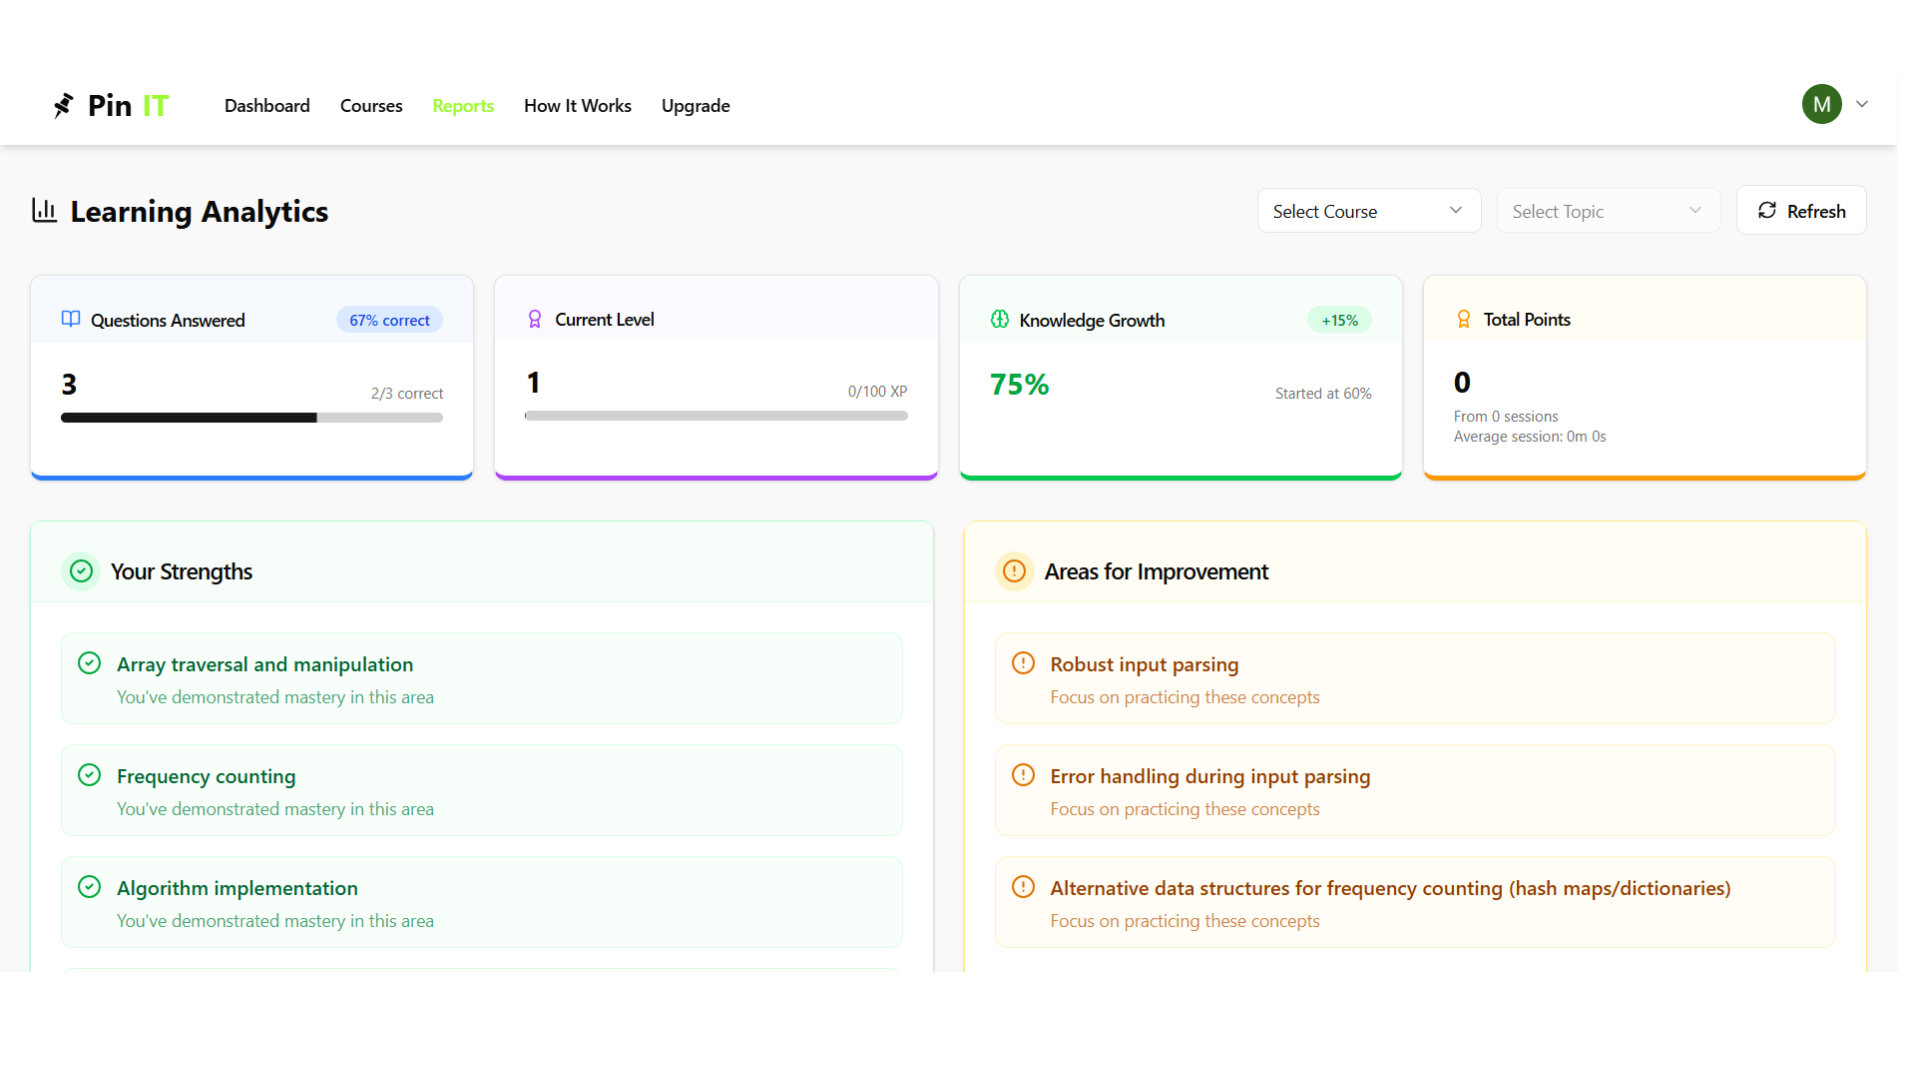 Pin IT
Dashboard
Courses
Reports
How It Works
Upgrade
M
Learning Analytics
Select Course
Select Topic
Refresh
Questions Answered
67% correct
3
2/3 correct
Current Level
1
0/100 XP
Knowledge Growth
+15%
75%
Started at 60%
Total Points
0
From 0 sessions
Average session: 0m 0s
Your Strengths
Array traversal and manipulation
You've demonstrated mastery in this area
Frequency counting
You've demonstrated mastery in this area
Algorithm implementation
You've demonstrated mastery in this area
Areas for Improvement
Robust input parsing
Focus on practicing these concepts
Error handling during input parsing
Focus on practicing these concepts
Alternative data structures for frequency counting (hash maps/dictionaries)
Focus on practicing these concepts